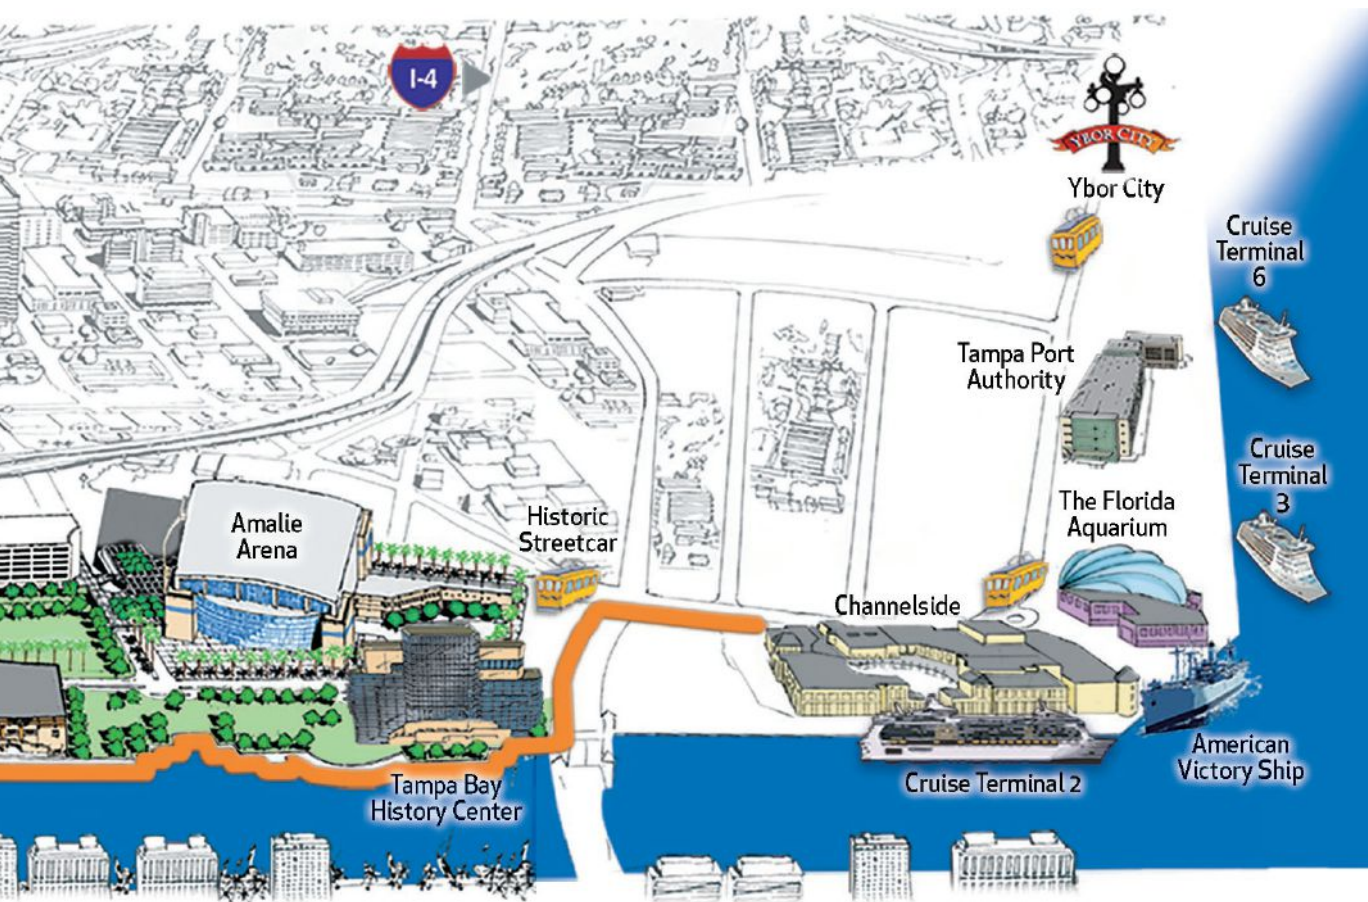 I-4
YBOR CITY
Ybor City
Cruise
Terminal
6
Tampa Port
Authority
Cruise
Terminal
3
The Florida
Aquarium
Amalie
Arena
Historic
Streetcar
Channelside
American
Victory Ship
Cruise Terminal 2
Tampa Bay
History Center